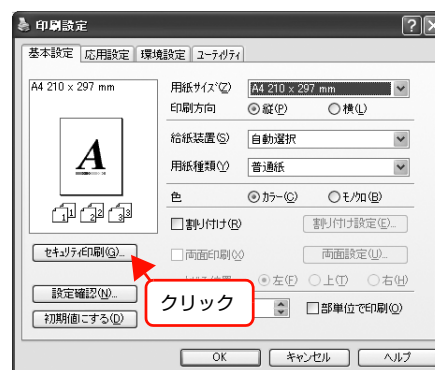 印刷設定
基本設定 応用設定 環境設定 ユーティリティ
A4 210 × 297 mm
用紙サイズ(Z) A4 210 × 297 mm
印刷方向 縦(P) 横(L)
給紙装置(S) 自動選択
用紙種類(Y) 普通紙
A
色 カラー(C) モノクロ(B)
1 1 2 2 3 3
割り付け(R) 割り付け設定(E)...
セキュリティ印刷(G)...
両面印刷(X) 両面設定(U)...
左(F) 上(T) 右(H)
設定確認(N)...
クリック
部単位で印刷(O)
初期値にする(D)
OK キャンセル ヘルプ